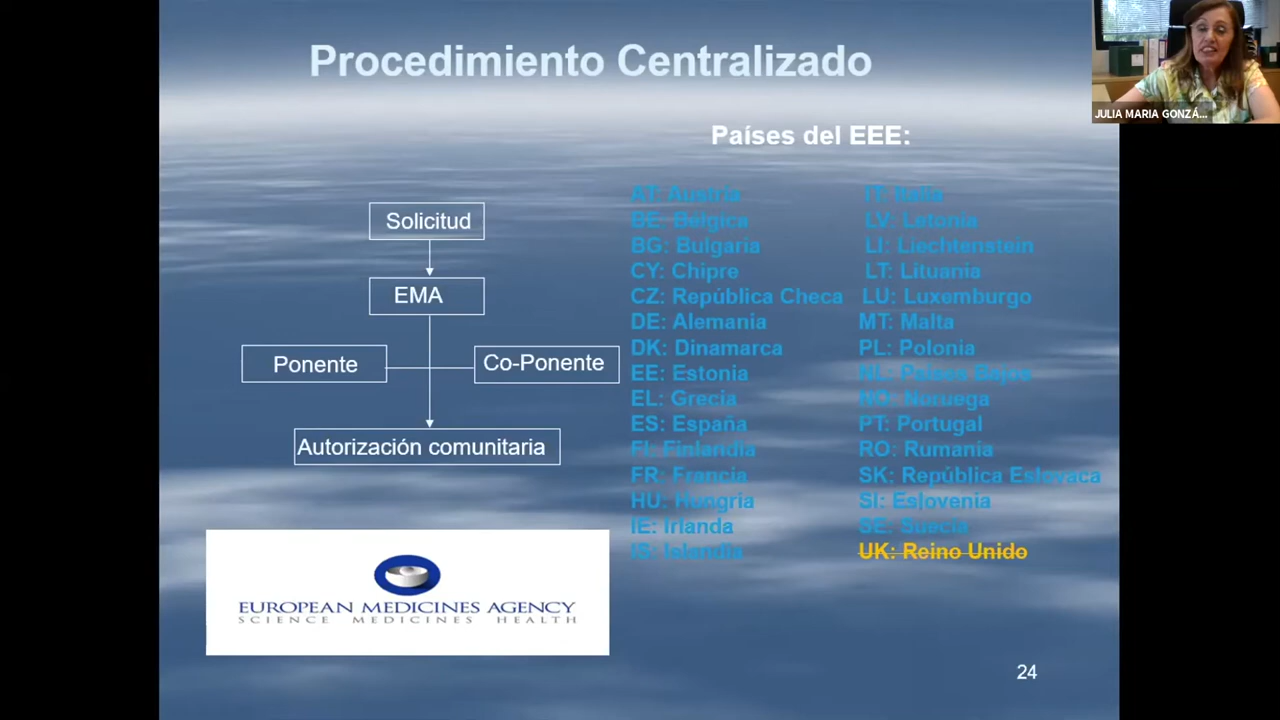 Procedimiento Centralizado
JULIA MARIA GONZÁ...
Países del EEE:
Solicitud
EMA
Ponente
Co-Ponente
Autorización comunitaria
EUROPEAN MEDICINES AGENCY
SCIENCE MEDICINES HEALTH
AT: Austria
BE: Bélgica
BG: Bulgaria
CY: Chipre
CZ: República Checa
DE: Alemania
DK: Dinamarca
EE: Estonia
EL: Grecia
ES: España
FI: Finlandia
FR: Francia
HU: Hungría
IE: Irlanda
IS: Islandia
IT: Italia
LV: Letonia
LI: Liechtenstein
LT: Lituania
LU: Luxemburgo
MT: Malta
PL: Polonia
NL: Países Bajos
NO: Noruega
PT: Portugal
RO: Rumanía
SK: República Eslovaca
SI: Eslovenia
SE: Suecia
UK: Reino Unido
24